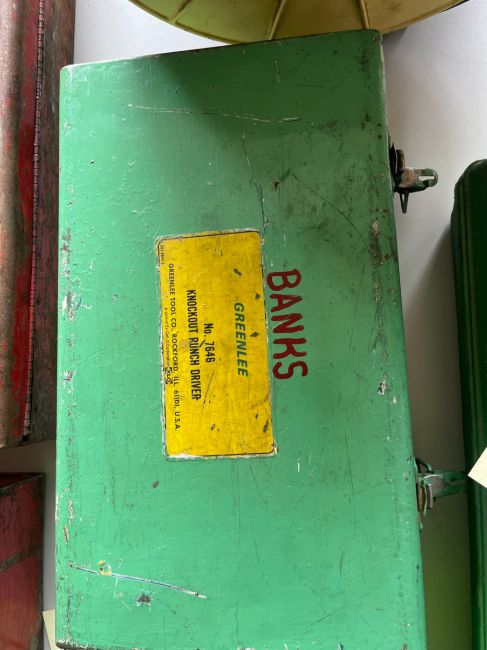 BANKS
GREENLEE
No. 7646
KNOCKOUT PUNCH DRIVER
GREENLEE TOOL CO. ROCKFORD, ILL. 61101, U.S.A.